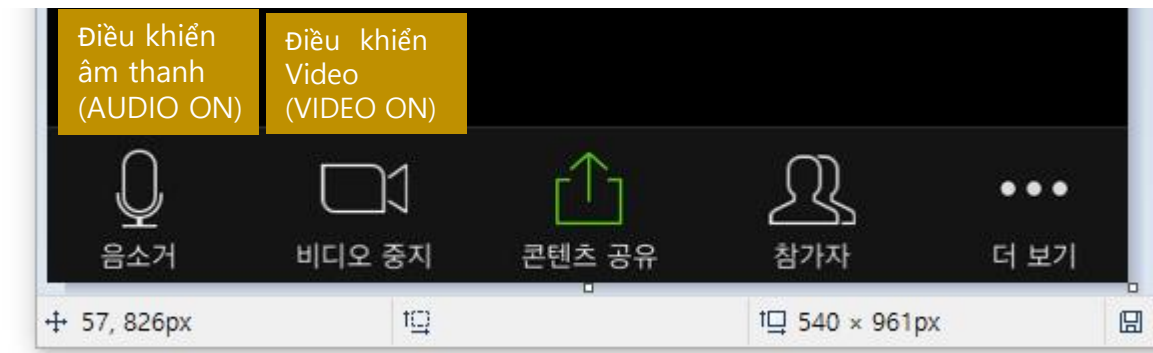 Điều khiển
âm thanh
(AUDIO ON)
Điều khiển
Video
(VIDEO ON)
음소거
비디오 중지
콘텐츠 공유
참가자
더 보기
57, 826px
540 × 961px